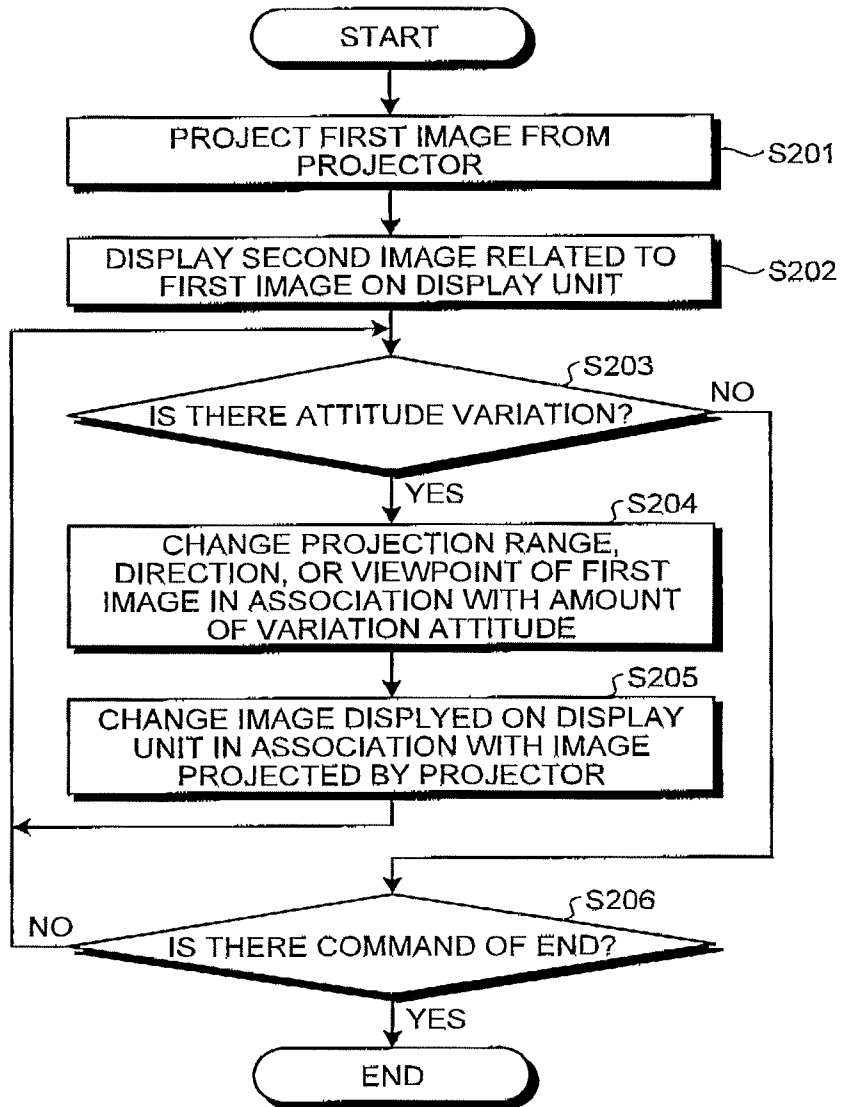 START
PROJECT FIRST IMAGE FROM
PROJECTOR
S201
DISPLAY SECOND IMAGE RELATED TO
FIRST IMAGE ON DISPLAY UNIT
S202
S203
IS THERE ATTITUDE VARIATION?
NO
YES
S204
CHANGE PROJECTION RANGE,
DIRECTION, OR VIEWPOINT OF FIRST
IMAGE IN ASSOCIATION WITH AMOUNT
OF VARIATION ATTITUDE
S205
CHANGE IMAGE DISPLYED ON DISPLAY
UNIT IN ASSOCIATION WITH IMAGE
PROJECTED BY PROJECTOR
S206
NO
IS THERE COMMAND OF END?
YES
END